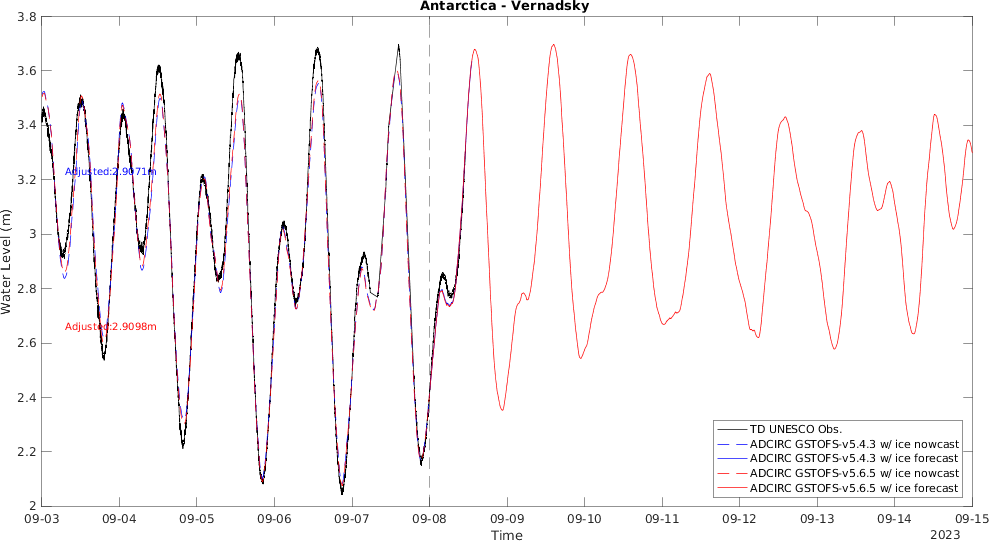 Antarctica - Vernadsky
3.8
3.6
3.4
3.2
3
2.8
2.6
2.4
2.2
2
Water Level (m)
Adjusted:2.9071m
Adjusted:2.9098m
TD UNESCO Obs.
ADCIRC GSTOFS-v5.4.3 w/ ice nowcast
ADCIRC GSTOFS-v5.4.3 w/ ice forecast
ADCIRC GSTOFS-v5.6.5 w/ ice nowcast
ADCIRC GSTOFS-v5.6.5 w/ ice forecast
09-03 09-04 09-05 09-06 09-07 09-08 09-09 09-10 09-11 09-12 09-13 09-14 09-15
Time
2023